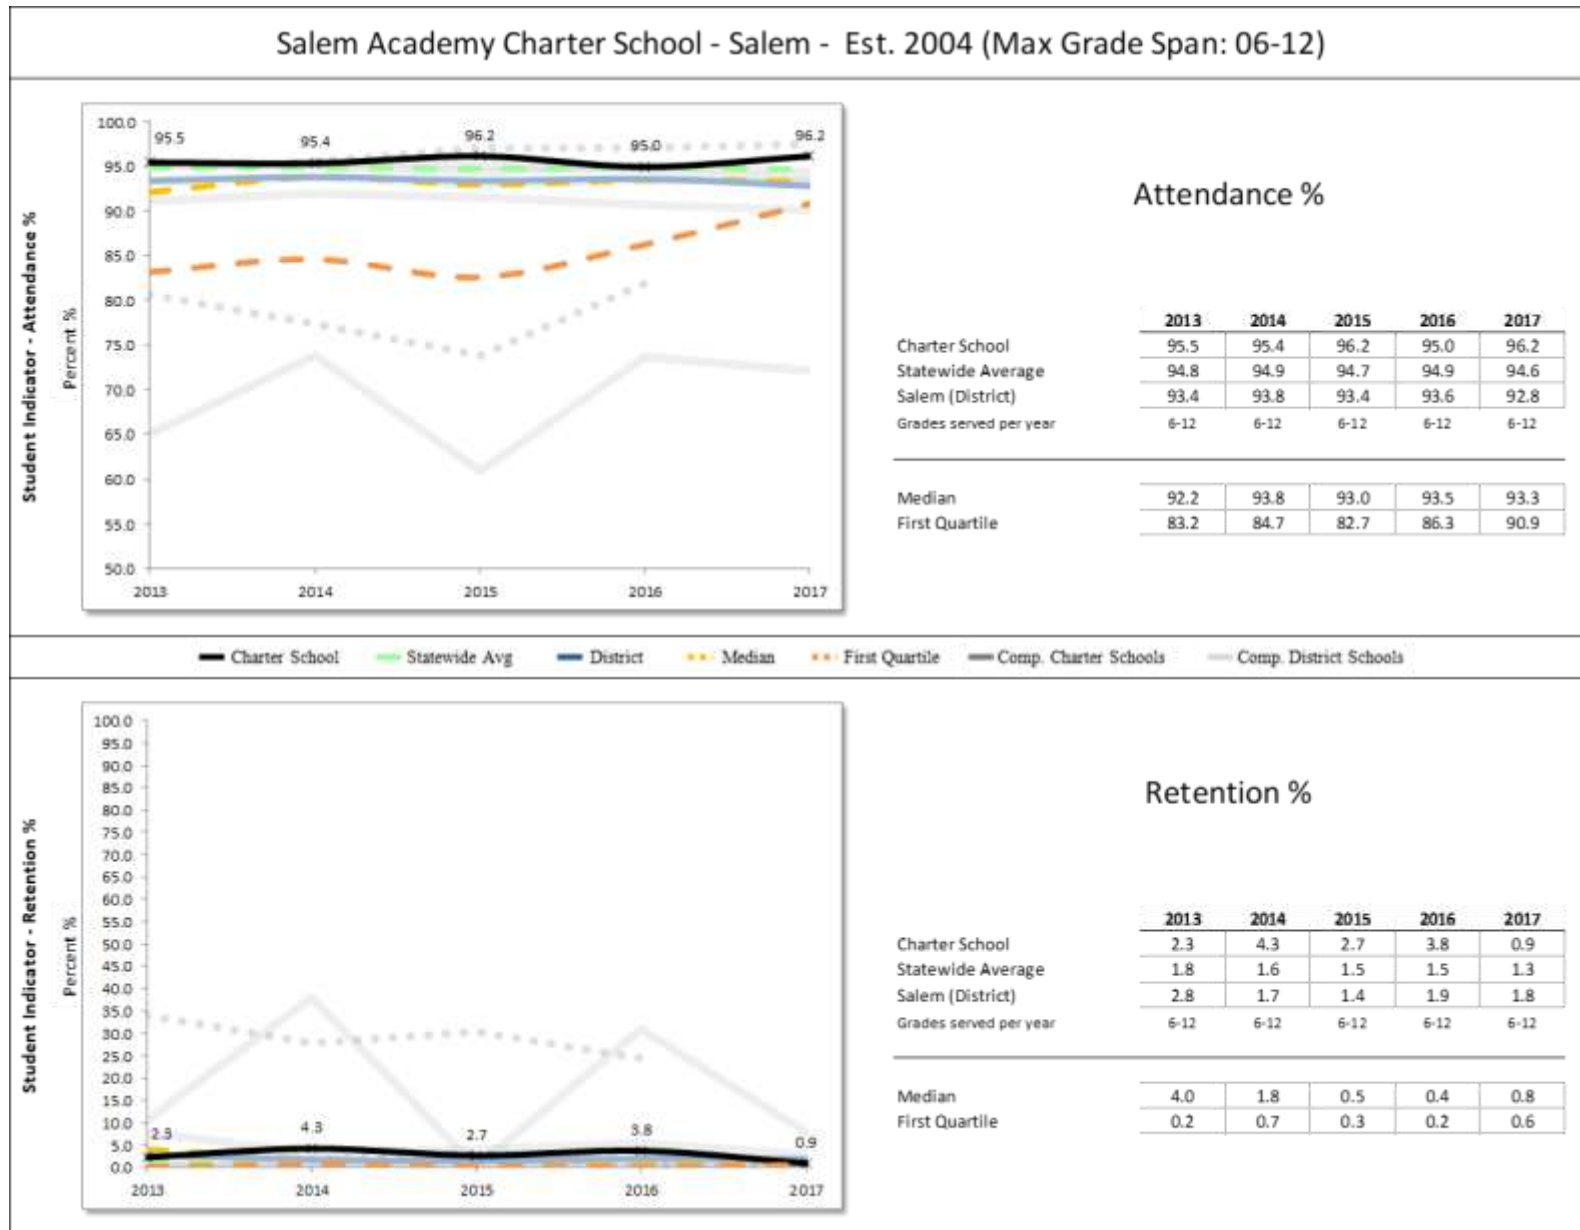 Salem Academy Charter School - Salem - Est. 2004 (Max Grade Span: 06-12)
Student Indicator - Attendance %
Percent %
100.0
95.0
90.0
85.0
80.0
75.0
70.0
65.0
60.0
55.0
50.0
95.5
95.4
96.2
95.0
96.2
2013
2014
2015
2016
2017
Attendance %
2013 2014 2015 2016 2017
Charter School 95.5 95.4 96.2 95.0 96.2
Statewide Average 94.8 94.9 94.7 94.9 94.6
Salem (District) 93.4 93.8 93.4 93.6 92.8
Grades served per year 6-12 6-12 6-12 6-12 6-12
Median 92.2 93.8 93.0 93.5 93.3
First Quartile 83.2 84.7 82.7 86.3 90.9
Charter School Statewide Avg District Median First Quartile Comp. Charter Schools Comp. District Schools
Student Indicator - Retention %
Percent %
100.0
95.0
90.0
85.0
80.0
75.0
70.0
65.0
60.0
55.0
50.0
45.0
40.0
35.0
30.0
25.0
20.0
15.0
10.0
5.0
0.0
2.3
4.3
2.7
3.8
0.9
2013
2014
2015
2016
2017
Retention %
2013 2014 2015 2016 2017
Charter School 2.3 4.3 2.7 3.8 0.9
Statewide Average 1.8 1.6 1.5 1.5 1.3
Salem (District) 2.8 1.7 1.4 1.9 1.8
Grades served per year 6-12 6-12 6-12 6-12 6-12
Median 4.0 1.8 0.5 0.4 0.8
First Quartile 0.2 0.7 0.3 0.2 0.6